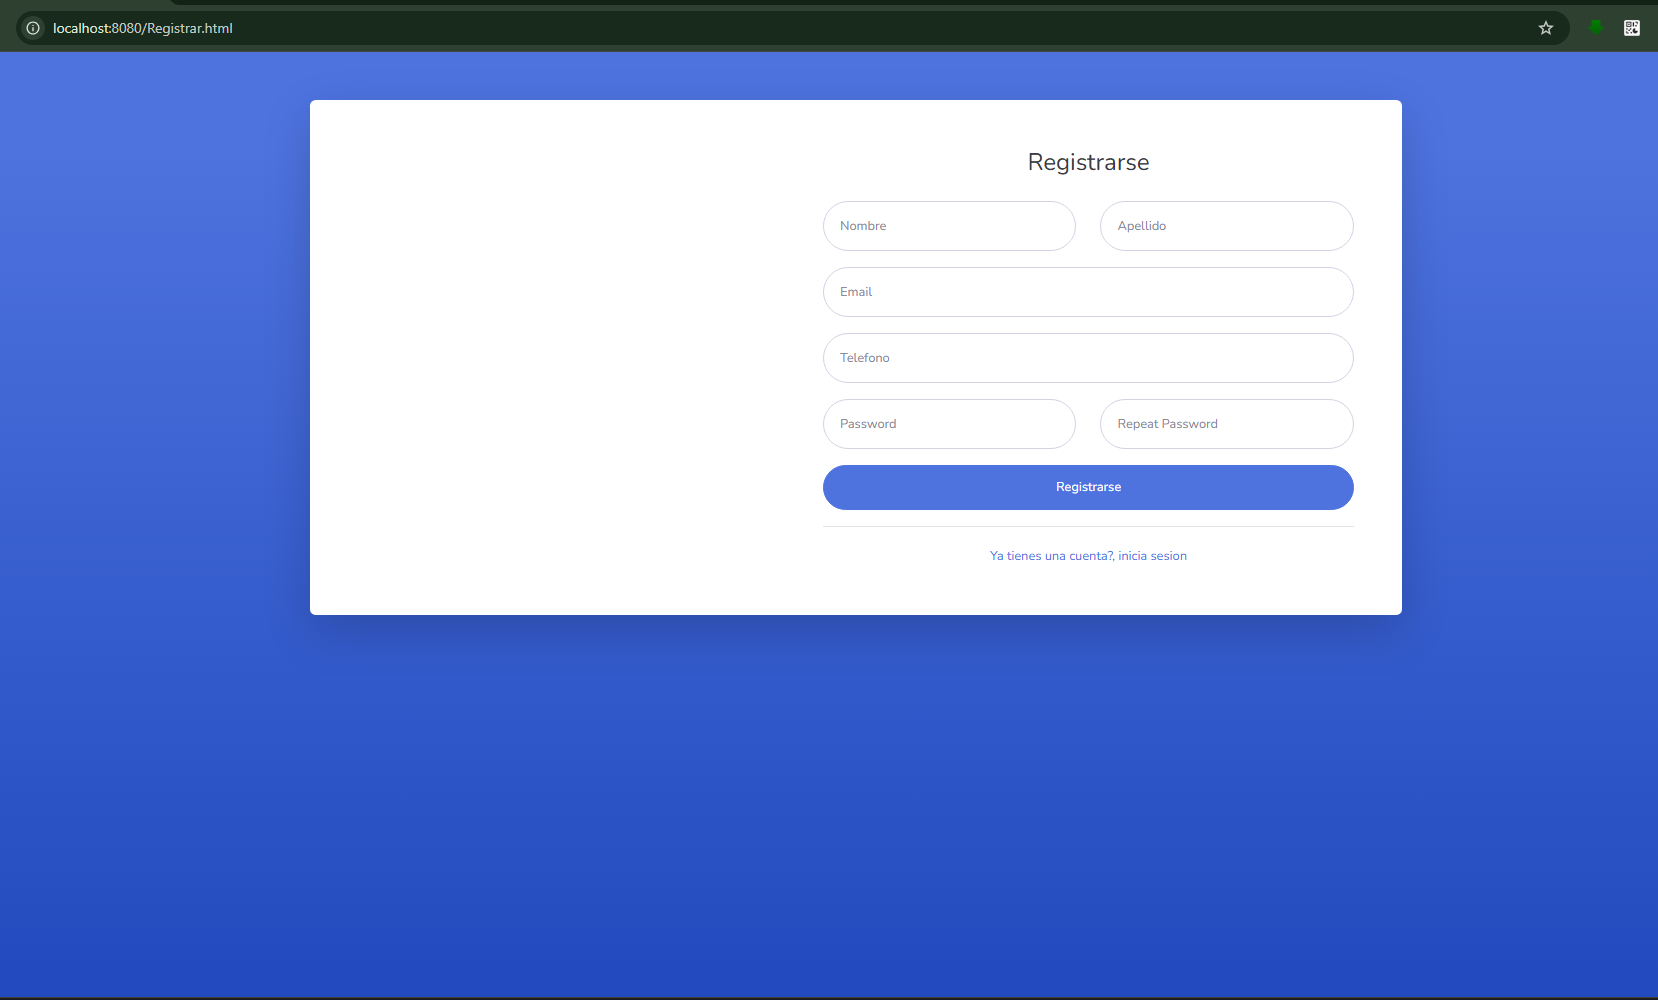 localhost:8080/Registrar.html
Registrarse
Nombre
Apellido
Email
Telefono
Password
Repeat Password
Registrarse
Ya tienes una cuenta?, inicia sesion